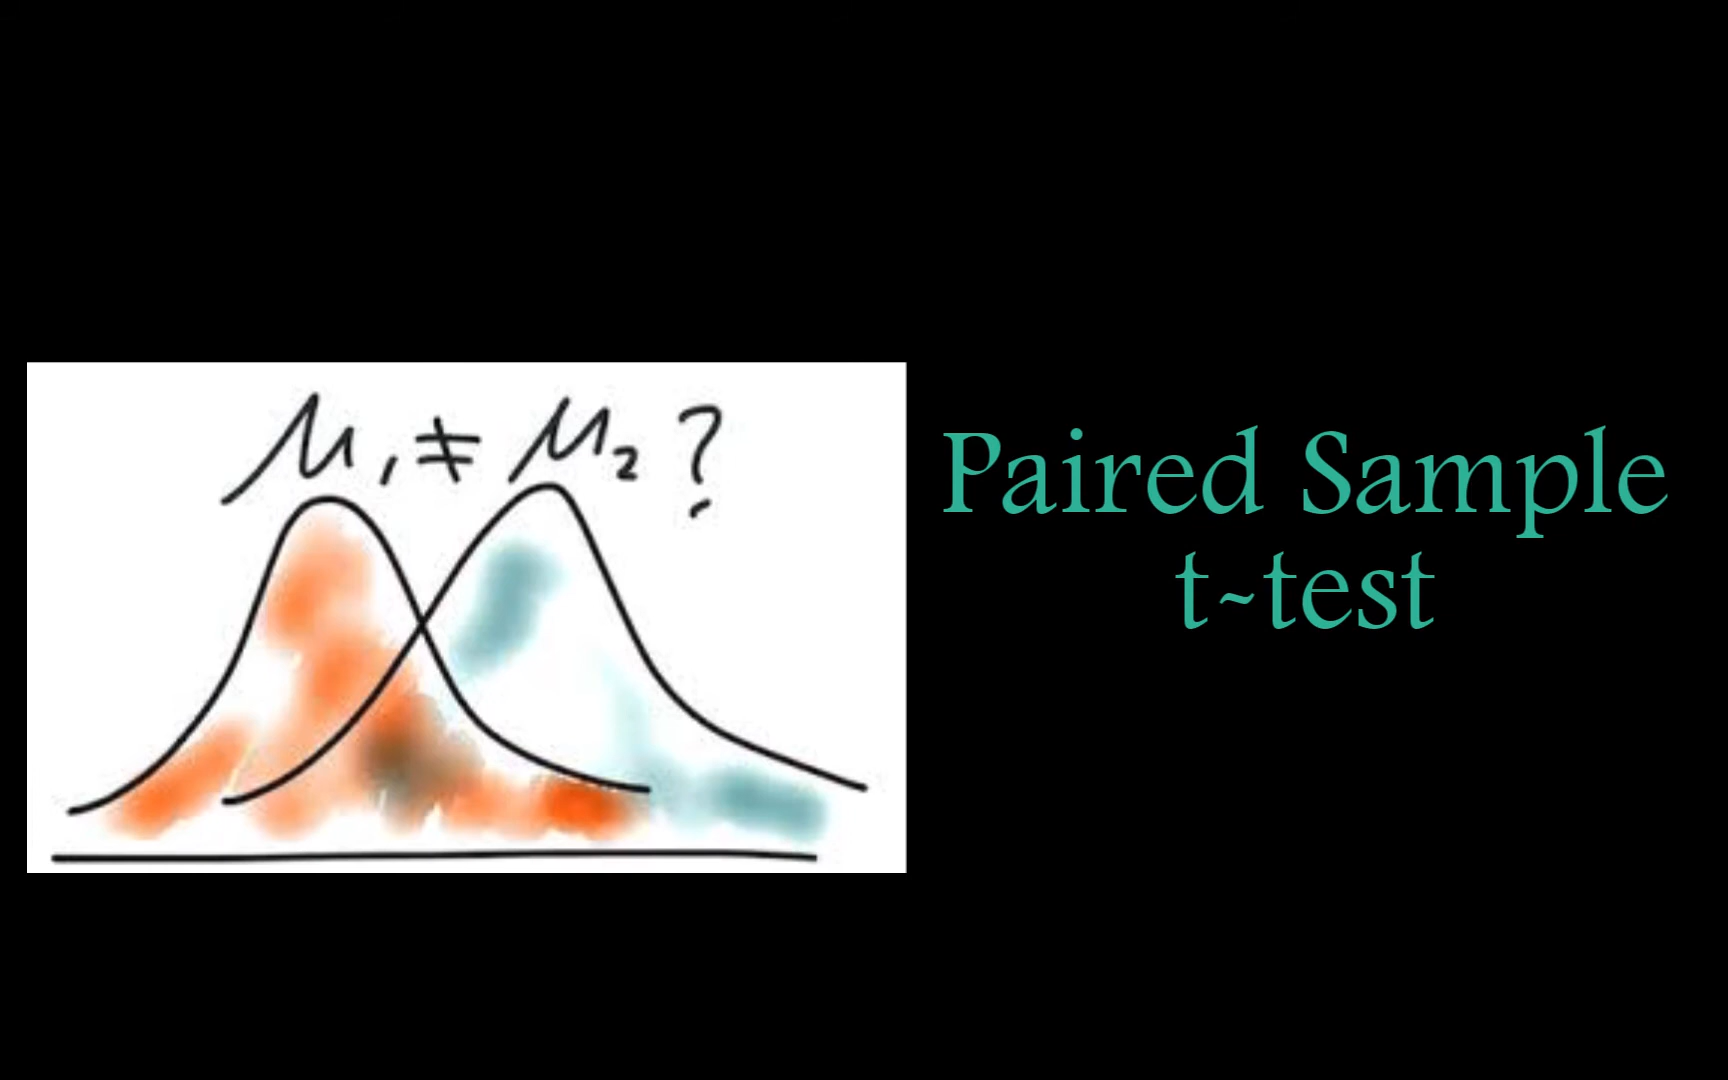 μ₁ ≠ μ₂ ?
Paired Sample
t-test